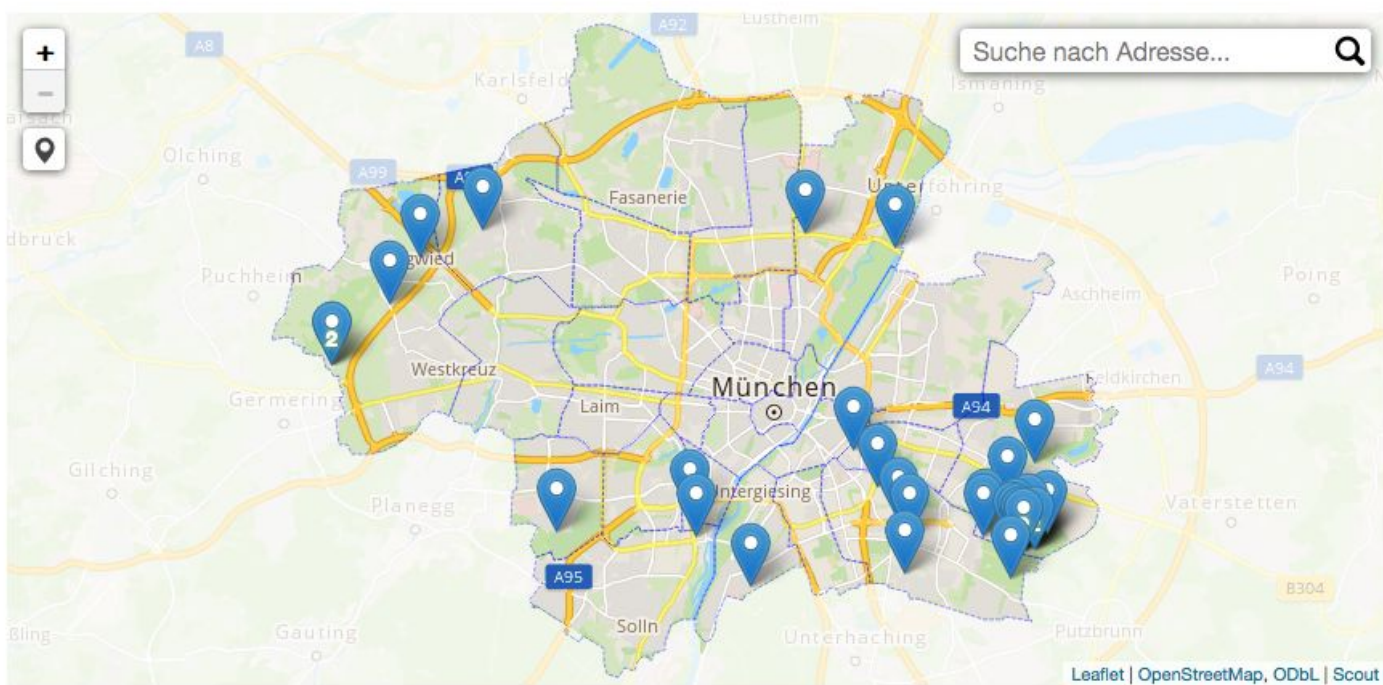 A92
Lustheim
+
Suche nach Adresse...
A8
Karlsfeld
Ismaning
−
Olching
A99
Fasanerie
Unterföhring
Puchheim
Poing
Aschheim
2
Westkreuz
München
A94
Feldkirchen
Germering
Laim
A94
Gilching
Untergiesing
Planegg
Vaterstetten
A95
B304
Solln
Gauting
Unterhaching
Putzbrunn
Leaflet | OpenStreetMap, ODbL | Scout